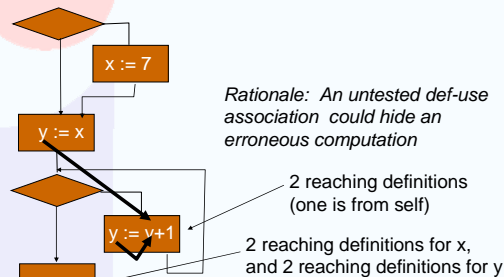 x := 7
Rationale: An untested def-use
association could hide an
erroneous computation
y := x
2 reaching definitions
(one is from self)
y := y+1
2 reaching definitions for x,
and 2 reaching definitions for y